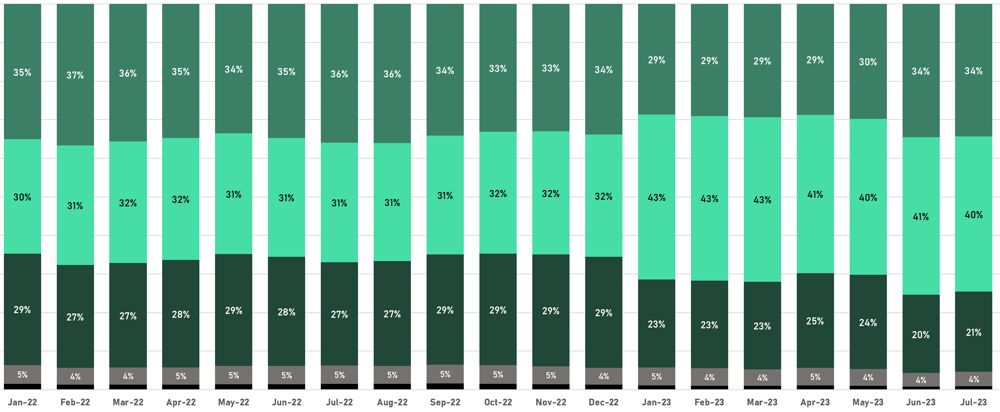 35% 37% 36% 35% 34% 35% 36% 36% 34% 33% 33% 34% 29% 29% 29% 29% 30% 34% 34%
30% 31% 32% 32% 31% 31% 31% 31% 31% 32% 32% 32% 43% 43% 43% 41% 40% 41% 40%
29% 27% 27% 28% 29% 28% 27% 27% 29% 29% 29% 29% 23% 23% 23% 25% 24% 20% 21%
5% 4% 4% 5% 5% 5% 5% 5% 5% 5% 5% 4% 5% 4% 4% 5% 4% 4% 4%
Jan-22 Feb-22 Mar-22 Apr-22 May-22 Jun-22 Jul-22 Aug-22 Sep-22 Oct-22 Nov-22 Dec-22 Jan-23 Feb-23 Mar-23 Apr-23 May-23 Jun-23 Jul-23